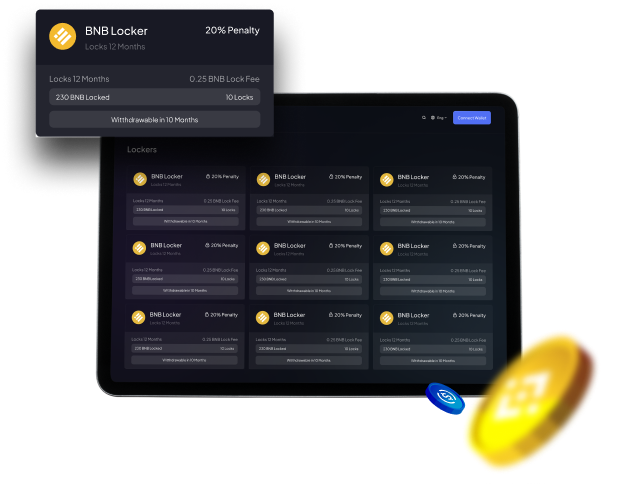 BNB Locker
20% Penalty
Locks 12 Months
Locks 12 Months
0.25 BNB Lock Fee
230 BNB Locked
10 Locks
Witthdrawable in 10 Months
Eng
Connect Wallet
Lockers
BNB Locker 20% Penalty BNB Locker 20% Penalty BNB Locker 20% Penalty
Locks 12 Months Locks 12 Months Locks 12 Months
Locks 12 Months 0.25 BNB Lock Fee Locks 12 Months 0.25 BNB Lock Fee Locks 12 Months 0.25 BNB Lock Fee
230 BNB Locked 10 Locks 230 BNB Locked 10 Locks 230 BNB Locked 10 Locks
Witthdrawable in 10 Months Witthdrawable in 10 Months Witthdrawable in 10 Months
BNB Locker 20% Penalty BNB Locker 20% Penalty BNB Locker 20% Penalty
Locks 12 Months Locks 12 Months Locks 12 Months
Locks 12 Months 0.25 BNB Lock Fee Locks 12 Months 0.25 BNB Lock Fee Locks 12 Months 0.25 BNB Lock Fee
230 BNB Locked 10 Locks 230 BNB Locked 10 Locks 230 BNB Locked 10 Locks
Witthdrawable in 10 Months Witthdrawable in 10 Months Witthdrawable in 10 Months
BNB Locker 20% Penalty BNB Locker 20% Penalty BNB Locker 20% Penalty
Locks 12 Months Locks 12 Months Locks 12 Months
Locks 12 Months 0.25 BNB Lock Fee Locks 12 Months 0.25 BNB Lock Fee Locks 12 Months 0.25 BNB Lock Fee
230 BNB Locked 10 Locks 230 BNB Locked 10 Locks 230 BNB Locked 10 Locks
Witthdrawable in 10 Months Witthdrawable in 10 Months Witthdrawable in 10 Months